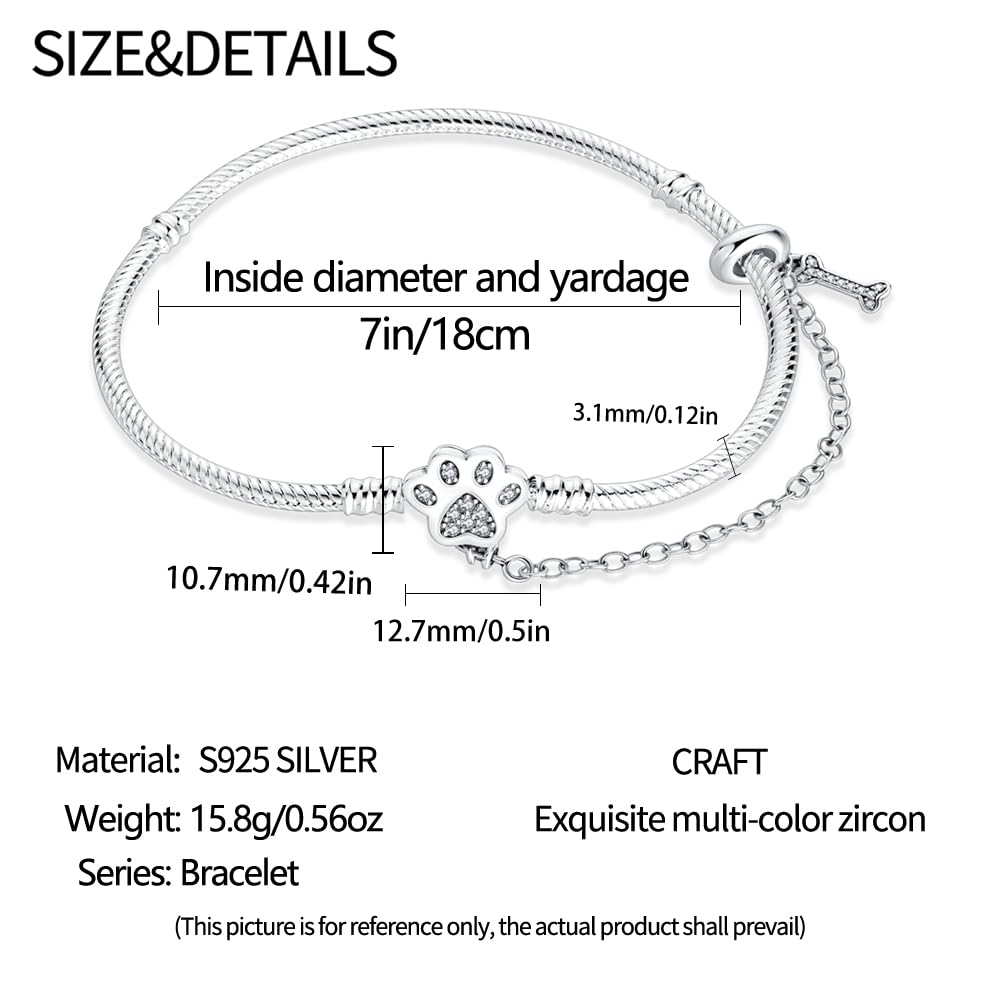 SIZE&DETAILS
Inside diameter and yardage
7in/18cm
3.1mm/0.12in
10.7mm/0.42in
12.7mm/0.5in
Material: S925 SILVER
Weight: 15.8g/0.56oz
Series: Bracelet
CRAFT
Exquisite multi-color zircon
(This picture is for reference only, the actual product shall prevail)